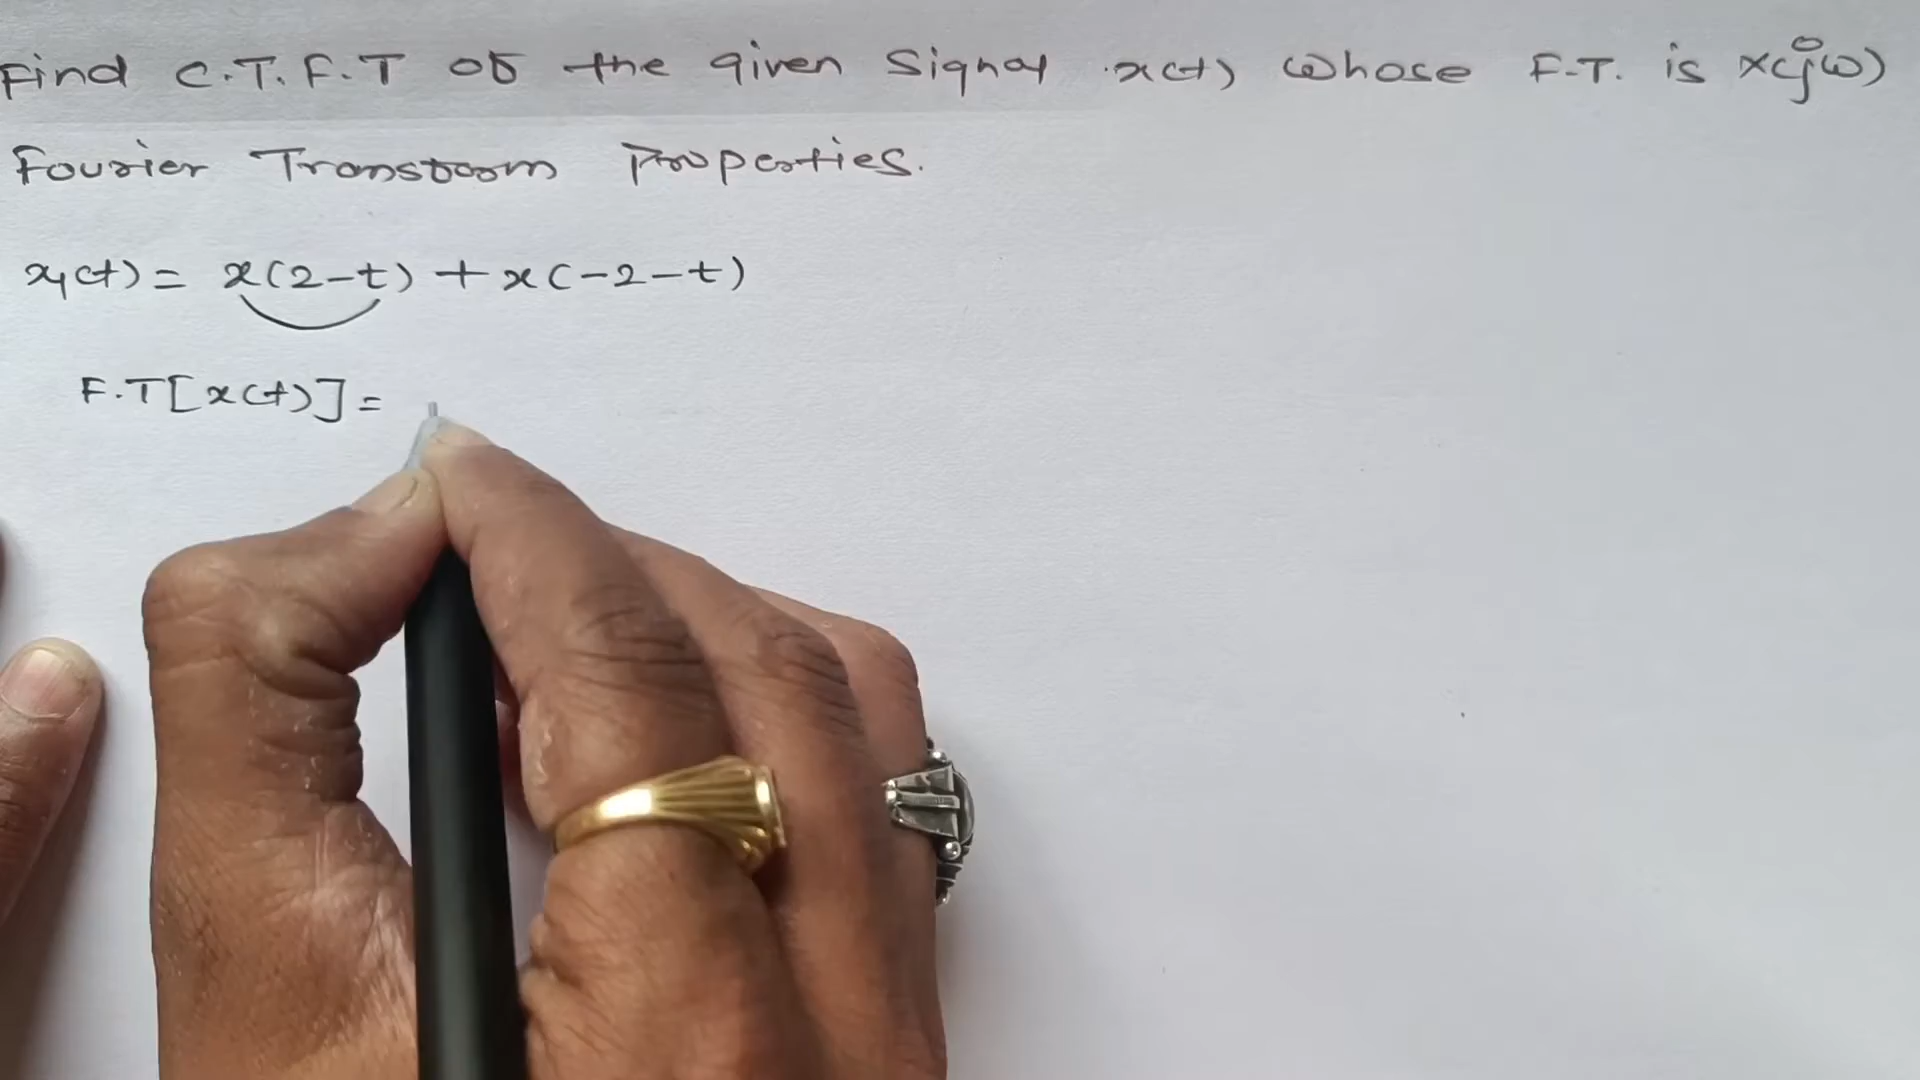 Find C.T.F.T of the given Signal x(t) whose F.T. is x(jω)
Fourier Transform Properties.
x₁(t) = x(2-t) + x(-2-t)
F.T[x(t)] =